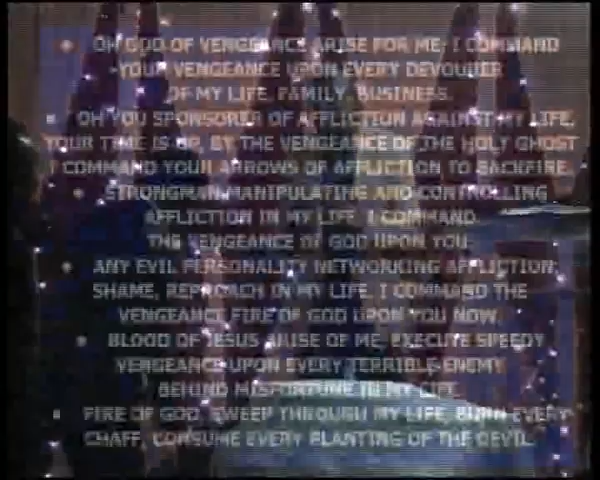 • OH GOD OF VENGEANCE ARISE FOR ME; I COMMAND
YOUR VENGEANCE UPON EVERY DEVOURER
OF MY LIFE, FAMILY, BUSINESS.
• OH YOU SPONSORER OF AFFLICTION AGAINST MY LIFE,
YOUR TIME IS UP, BY THE VENGEANCE OF THE HOLY GHOST
I COMMAND YOUR ARROWS OF AFFLICTION TO BACKFIRE.
• STRONGMAN MANIPULATING AND CONTROLLING
AFFLICTION IN MY LIFE, I COMMAND
THE VENGEANCE OF GOD UPON YOU.
• ANY EVIL PERSONALITY NETWORKING AFFLICTION,
SHAME, REPROACH IN MY LIFE, I COMMAND THE
VENGEANCE FIRE OF GOD UPON YOU NOW.
• BLOOD OF JESUS ARISE OF ME, EXECUTE SPEEDY
VENGEANCE UPON EVERY TERRIBLE ENEMY
BEHIND MISFORTUNE IN MY LIFE.
• FIRE OF GOD, SWEEP THROUGH MY LIFE, BURN EVERY
CHAFF, CONSUME EVERY PLANTING OF THE DEVIL.